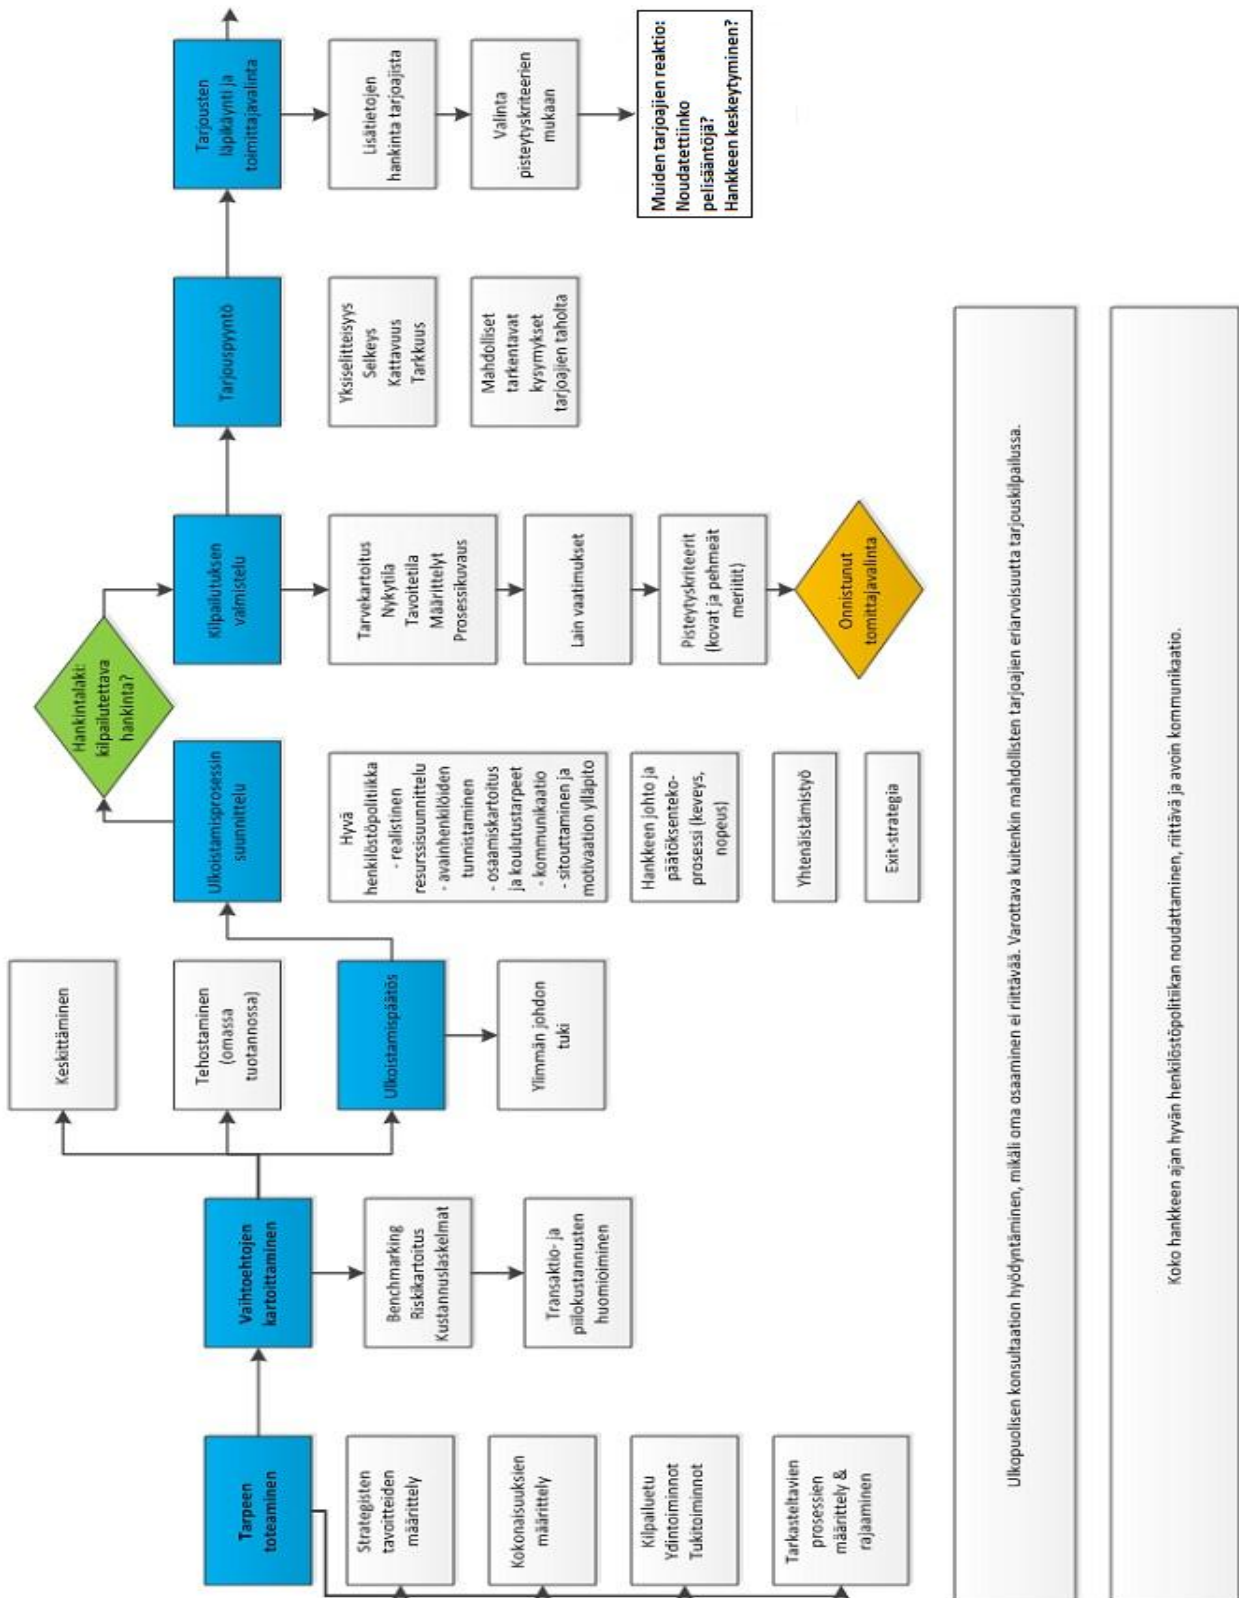 Tarpeen
toteaminen
Strategisten
tavoitteiden
määrittely
Kokonaisuuksien
määrittely
Kilpailuetu
Ydintoiminnot
Tukitoiminnot
Tarkasteltavien
prosessien
määrittely &
rajaaminen
Vaihtoehtojen
kartoittaminen
Benchmarking
Riskikartoitus
Kustannuslaskelmat
Transaktio- ja
piilokustannusten
huomioiminen
Keskittäminen
Tehostaminen
(omassa
tuotannossa)
Ulkoistamispäätös
Ylimmän johdon
tuki
Ulkoistamisprosessin
suunnittelu
Hyvä
henkilöstöpolitiikka
- realistinen
resurssisuunnittelu
- avainhenkilöiden
tunnistaminen
- osaamiskartoitus
ja koulutustarpeet
- kommunikaatio
- sitouttaminen ja
motivaation ylläpito
Hankkeen johto ja
päätöksenteko-
prosessi (keveys,
nopeus)
Yhtenäistämistyö
Exit-strategia
Hankintalaki:
kilpailutettava
hankinta?
Kilpailutuksen
valmistelu
Tarvekartoitus
Nykytila
Tavoitetila
Määrittelyt
Prosessikuvaus
Lain vaatimukset
Pisteytyskriteerit
(kovat ja pehmeät
meriitit)
Onnistunut
tomittajavalinta
Tarjouspyyntö
Yksiselitteisyys
Selkeys
Kattavuus
Tarkkuus
Mahdolliset
tarkentavat
kysymykset
tarjoajien taholta
Tarjousten
läpikäynti ja
toimittajavalinta
Lisätietojen
hankinta tarjoajista
Valinta
pisteytyskriteerien
mukaan
Muiden tarjoajien reaktio:
Noudatettiinko
pelisääntöjä?
Hankkeen keskeytyminen?
Ulkopuolisen konsultaation hyödyntäminen, mikäli oma osaaminen ei riittävää. Varottava kuitenkin mahdollisten tarjoajien eriarvoisuutta tarjouskilpailussa.
Koko hankkeen ajan hyvän henkilöstöpolitiikan noudattaminen, riittävä ja avoin kommunikaatio.